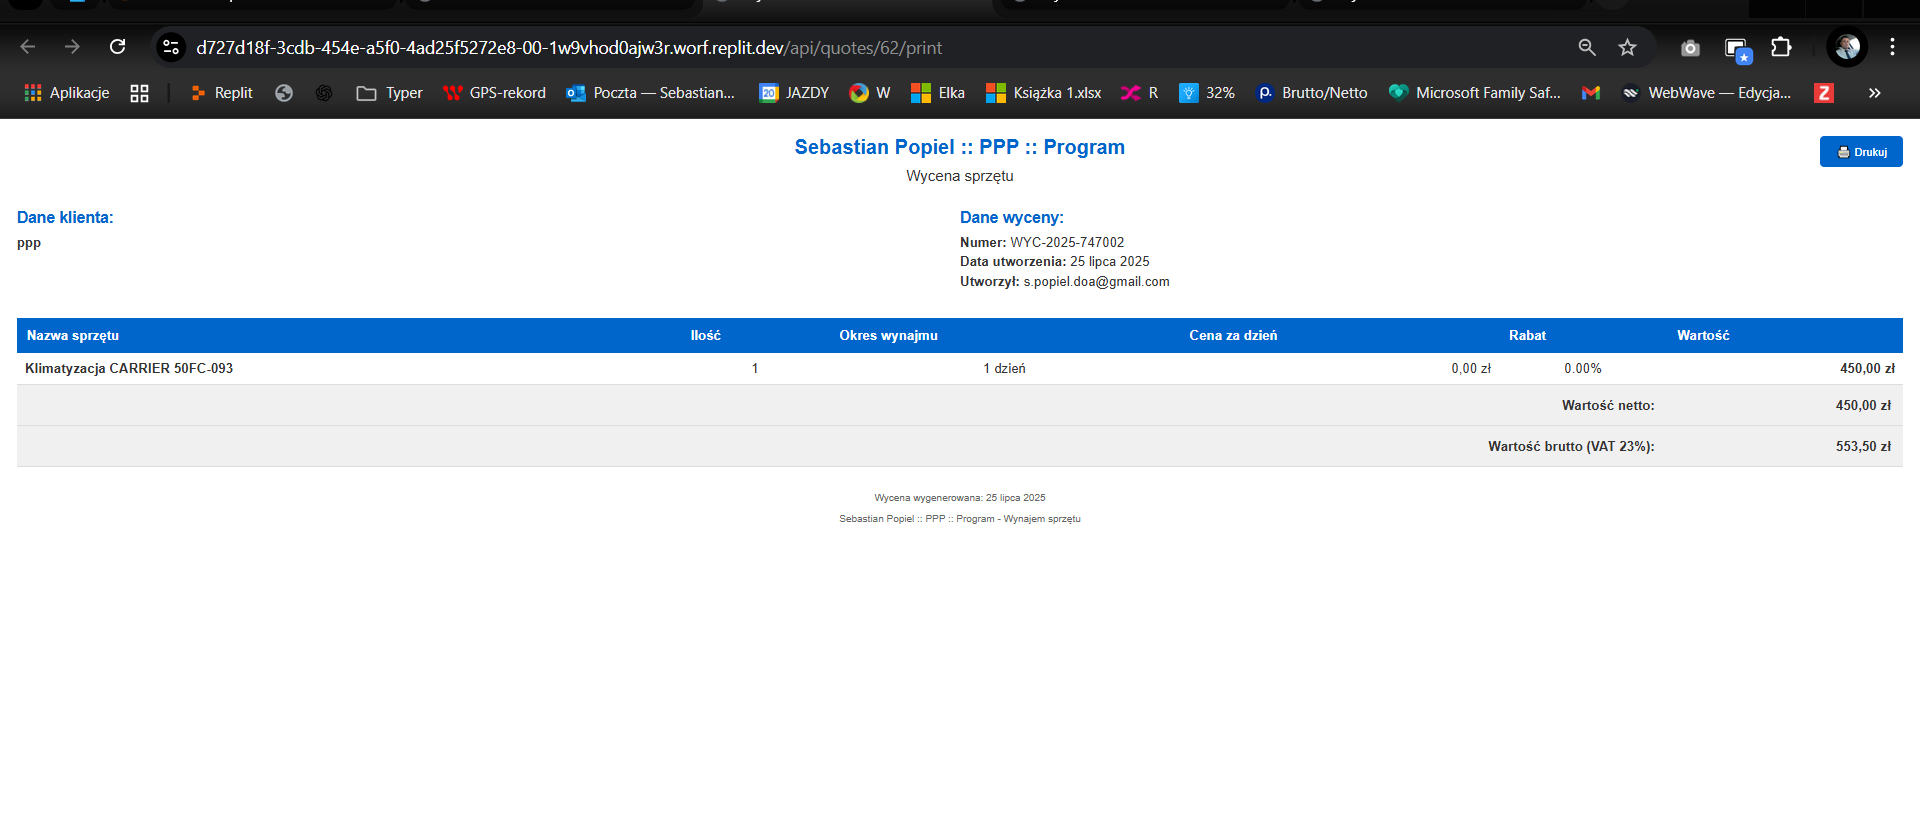 d727d18f-3cdb-454e-a5f0-4ad25f5272e8-00-1w9vhod0ajw3r.worf.replit.dev/api/quotes/62/print
Aplikacje Replit Typer GPS-rekord Poczta — Sebastian... JAZDY W Elka Książka 1.xlsx R 32% Brutto/Netto Microsoft Family Saf... WebWave — Edycja... »
Sebastian Popiel :: PPP :: Program
Drukuj
Wycena sprzętu
Dane klienta:
ppp
Dane wyceny:
Numer: WYC-2025-747002
Data utworzenia: 25 lipca 2025
Utworzył: s.popiel.doa@gmail.com
Nazwa sprzętu Ilość Okres wynajmu Cena za dzień Rabat Wartość
Klimatyzacja CARRIER 50FC-093 1 1 dzień 0,00 zł 0.00% 450,00 zł
Wartość netto: 450,00 zł
Wartość brutto (VAT 23%): 553,50 zł
Wycena wygenerowana: 25 lipca 2025
Sebastian Popiel :: PPP :: Program - Wynajem sprzętu